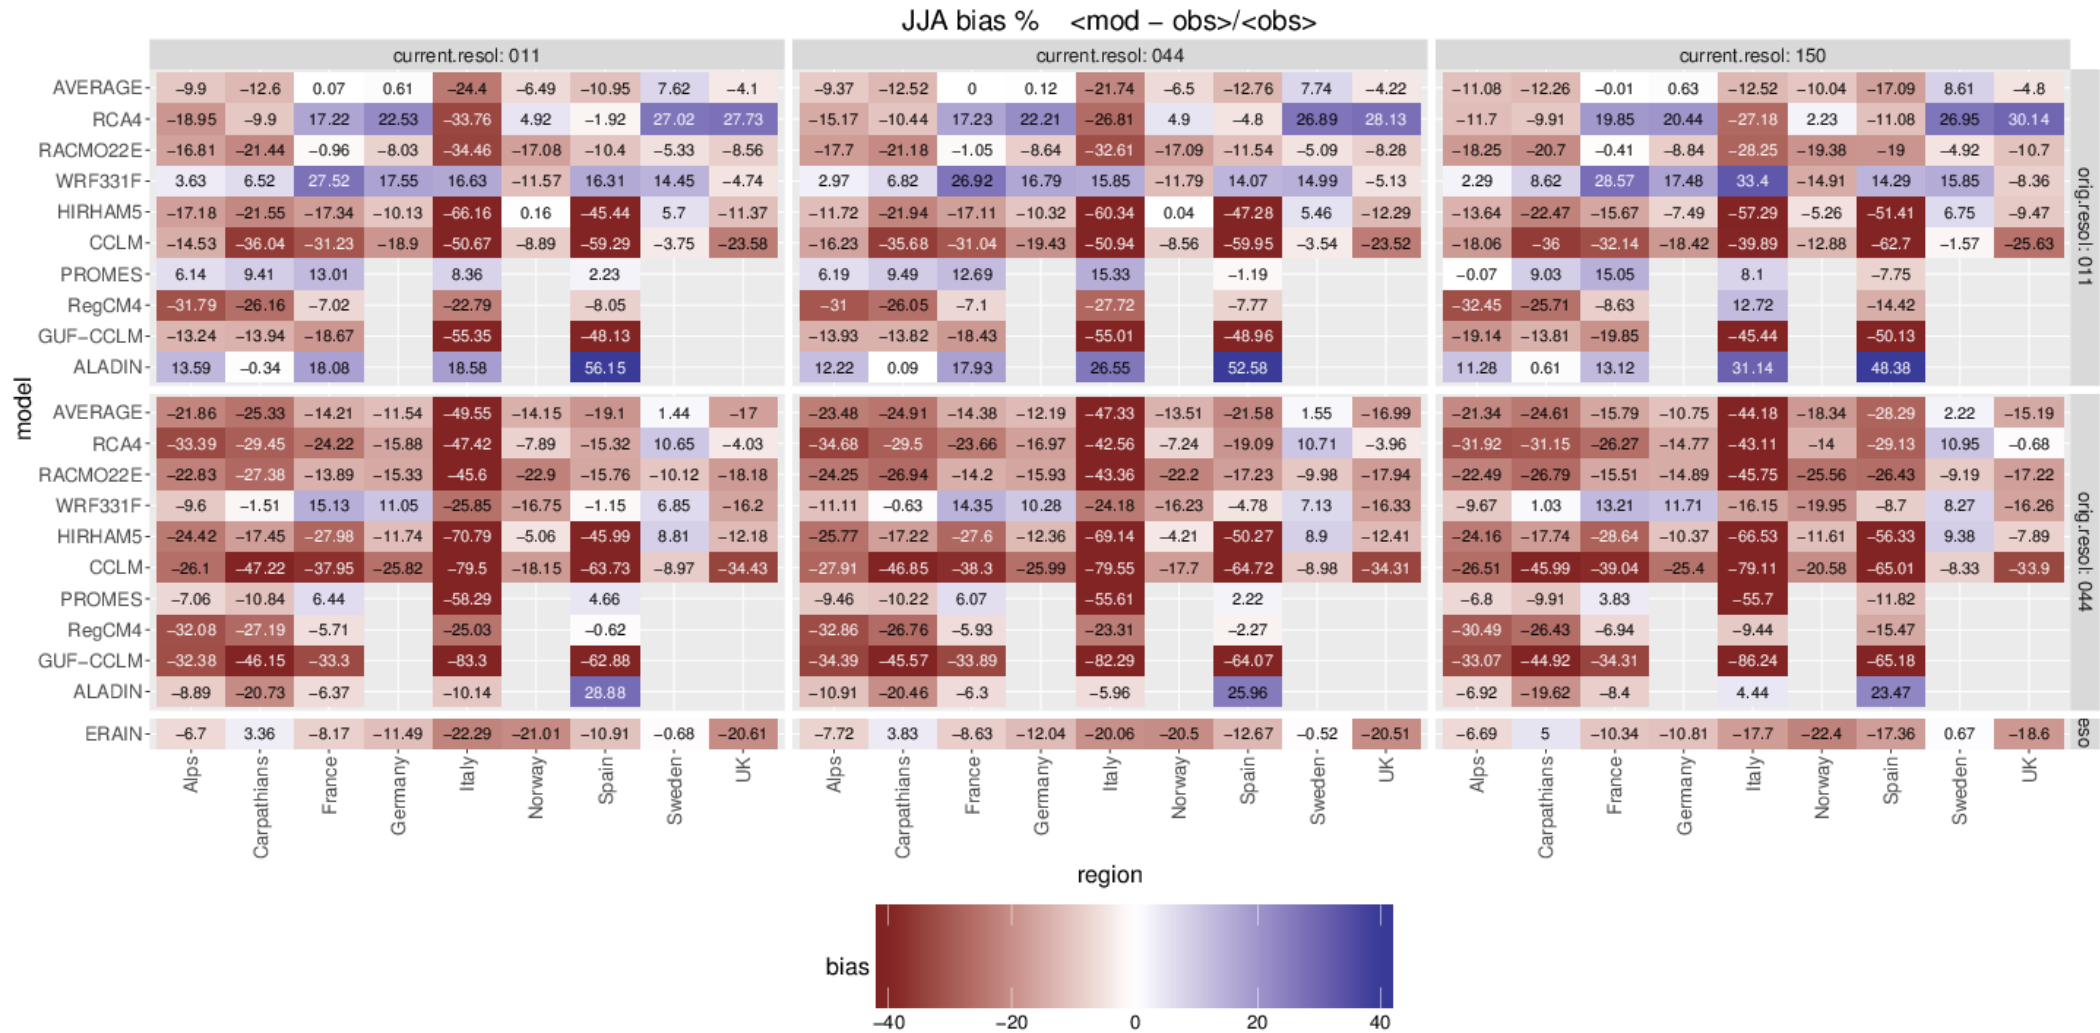 JJA bias % <mod − obs>/<obs>
current.resol: 011 current.resol: 044 current.resol: 150
AVERAGE −9.9 −12.6 0.07 0.61 −24.4 −6.49 −10.95 7.62 −4.1 −9.37 −12.52 0 0.12 −21.74 −6.5 −12.76 7.74 −4.22 −11.08 −12.26 −0.01 0.63 −12.52 −10.04 −17.09 8.61 −4.8
RCA4 −18.95 −9.9 17.22 22.53 −33.76 4.92 −1.92 27.02 27.73 −15.17 −10.44 17.23 22.21 −26.81 4.9 −4.8 26.89 28.13 −11.7 −9.91 19.85 20.44 −27.18 2.23 −11.08 26.95 30.14
RACMO22E −16.81 −21.44 −0.96 −8.03 −34.46 −17.08 −10.4 −5.33 −8.56 −17.7 −21.18 −1.05 −8.64 −32.61 −17.09 −11.54 −5.09 −8.28 −18.25 −20.7 −0.41 −8.84 −28.25 −19.38 −19 −4.92 −10.7
WRF331F 3.63 6.52 27.52 17.55 16.63 −11.57 16.31 14.45 −4.74 2.97 6.82 26.92 16.79 15.85 −11.79 14.07 14.99 −5.13 2.29 8.62 28.57 17.48 33.4 −14.91 14.29 15.85 −8.36
HIRHAM5 −17.18 −21.55 −17.34 −10.13 −66.16 0.16 −45.44 5.7 −11.37 −11.72 −21.94 −17.11 −10.32 −60.34 0.04 −47.28 5.46 −12.29 −13.64 −22.47 −15.67 −7.49 −57.29 −5.26 −51.41 6.75 −9.47
CCLM −14.53 −36.04 −31.23 −18.9 −50.67 −8.89 −59.29 −3.75 −23.58 −16.23 −35.68 −31.04 −19.43 −50.94 −8.56 −59.95 −3.54 −23.52 −18.06 −36 −32.14 −18.42 −39.89 −12.88 −62.7 −1.57 −25.63
PROMES 6.14 9.41 13.01 8.36 2.23 6.19 9.49 12.69 15.33 −1.19 −0.07 9.03 15.05 8.1 −7.75
RegCM4 −31.79 −26.16 −7.02 −22.79 −8.05 −31 −26.05 −7.1 −27.72 −7.77 −32.45 −25.71 −8.63 12.72 −14.42
GUF−CCLM −13.24 −13.94 −18.67 −55.35 −48.13 −13.93 −13.82 −18.43 −55.01 −48.96 −19.14 −13.81 −19.85 −45.44 −50.13
ALADIN 13.59 −0.34 18.08 18.58 56.15 12.22 0.09 17.93 26.55 52.58 11.28 0.61 13.12 31.14 48.38
orig.resol: 011
model
AVERAGE −21.86 −25.33 −14.21 −11.54 −49.55 −14.15 −19.1 1.44 −17 −23.48 −24.91 −14.38 −12.19 −47.33 −13.51 −21.58 1.55 −16.99 −21.34 −24.61 −15.79 −10.75 −44.18 −18.34 −28.29 2.22 −15.19
RCA4 −33.39 −29.45 −24.22 −15.88 −47.42 −7.89 −15.32 10.65 −4.03 −34.68 −29.5 −23.66 −16.97 −42.56 −7.24 −19.09 10.71 −3.96 −31.92 −31.15 −26.27 −14.77 −43.11 −14 −29.13 10.95 −0.68
RACMO22E −22.83 −27.38 −13.89 −15.33 −45.6 −22.9 −15.76 −10.12 −18.18 −24.25 −26.94 −14.2 −15.93 −43.36 −22.2 −17.23 −9.98 −17.94 −22.49 −26.79 −15.51 −14.89 −45.75 −25.56 −26.43 −9.19 −17.22
WRF331F −9.6 −1.51 15.13 11.05 −25.85 −16.75 −1.15 6.85 −16.2 −11.11 −0.63 14.35 10.28 −24.18 −16.23 −4.78 7.13 −16.33 −9.67 1.03 13.21 11.71 −16.15 −19.95 −8.7 8.27 −16.26
HIRHAM5 −24.42 −17.45 −27.98 −11.74 −70.79 −5.06 −45.99 8.81 −12.18 −25.77 −17.22 −27.6 −12.36 −69.14 −4.21 −50.27 8.9 −12.41 −24.16 −17.74 −28.64 −10.37 −66.53 −11.61 −56.33 9.38 −7.89
CCLM −26.1 −47.22 −37.95 −25.82 −79.5 −18.15 −63.73 −8.97 −34.43 −27.91 −46.85 −38.3 −25.99 −79.55 −17.7 −64.72 −8.98 −34.31 −26.51 −45.99 −39.04 −25.4 −79.11 −20.58 −65.01 −8.33 −33.9
PROMES −7.06 −10.84 6.44 −58.29 4.66 −9.46 −10.22 6.07 −55.61 2.22 −6.8 −9.91 3.83 −55.7 −11.82
RegCM4 −32.08 −27.19 −5.71 −25.03 −0.62 −32.86 −26.76 −5.93 −23.31 −2.27 −30.49 −26.43 −6.94 −9.44 −15.47
GUF−CCLM −32.38 −46.15 −33.3 −83.3 −62.88 −34.39 −45.57 −33.89 −82.29 −64.07 −33.07 −44.92 −34.31 −86.24 −65.18
ALADIN −8.89 −20.73 −6.37 −10.14 28.88 −10.91 −20.46 −6.3 −5.96 25.96 −6.92 −19.62 −8.4 4.44 23.47
orig.resol: 044
ERAIN −6.7 3.36 −8.17 −11.49 −22.29 −21.01 −10.91 −0.68 −20.61 −7.72 3.83 −8.63 −12.04 −20.06 −20.5 −12.67 −0.52 −20.51 −6.69 5 −10.34 −10.81 −17.7 −22.4 −17.36 0.67 −18.6
eso
Alps Carpathians France Germany Italy Norway Spain Sweden UK Alps Carpathians France Germany Italy Norway Spain Sweden UK Alps Carpathians France Germany Italy Norway Spain Sweden UK
region
bias
−40 −20 0 20 40